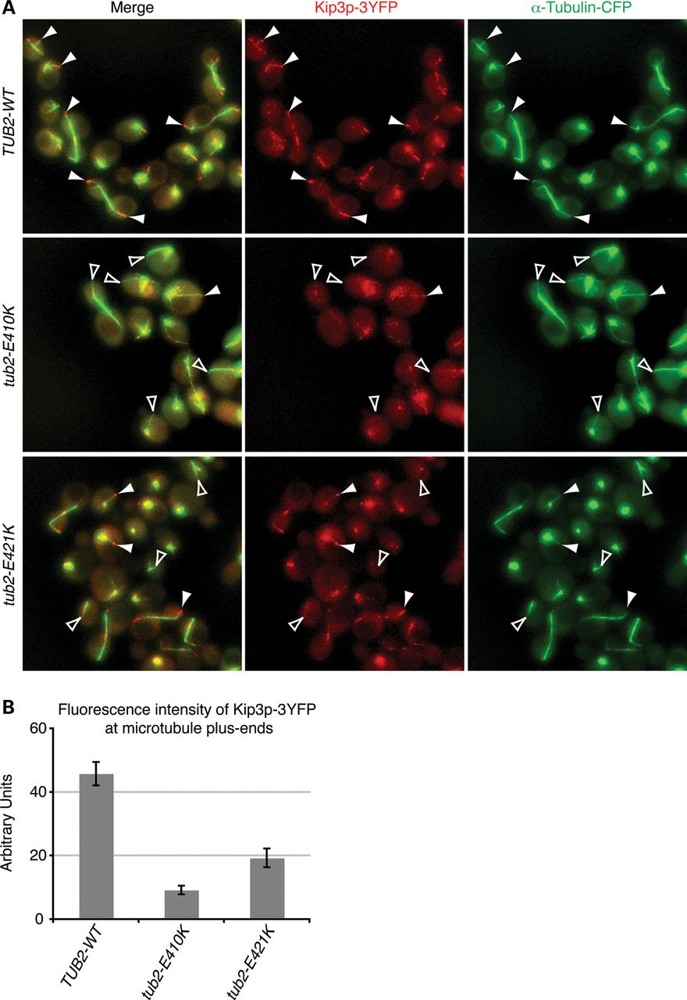 A
Merge
Kip3p-3YFP
α-Tubulin-CFP
TUB2-WT
tub2-E410K
tub2-E421K
B
Fluorescence intensity of Kip3p-3YFP
at microtubule plus-ends
Arbitrary Units
60
40
20
0
TUB2-WT
tub2-E410K
tub2-E421K